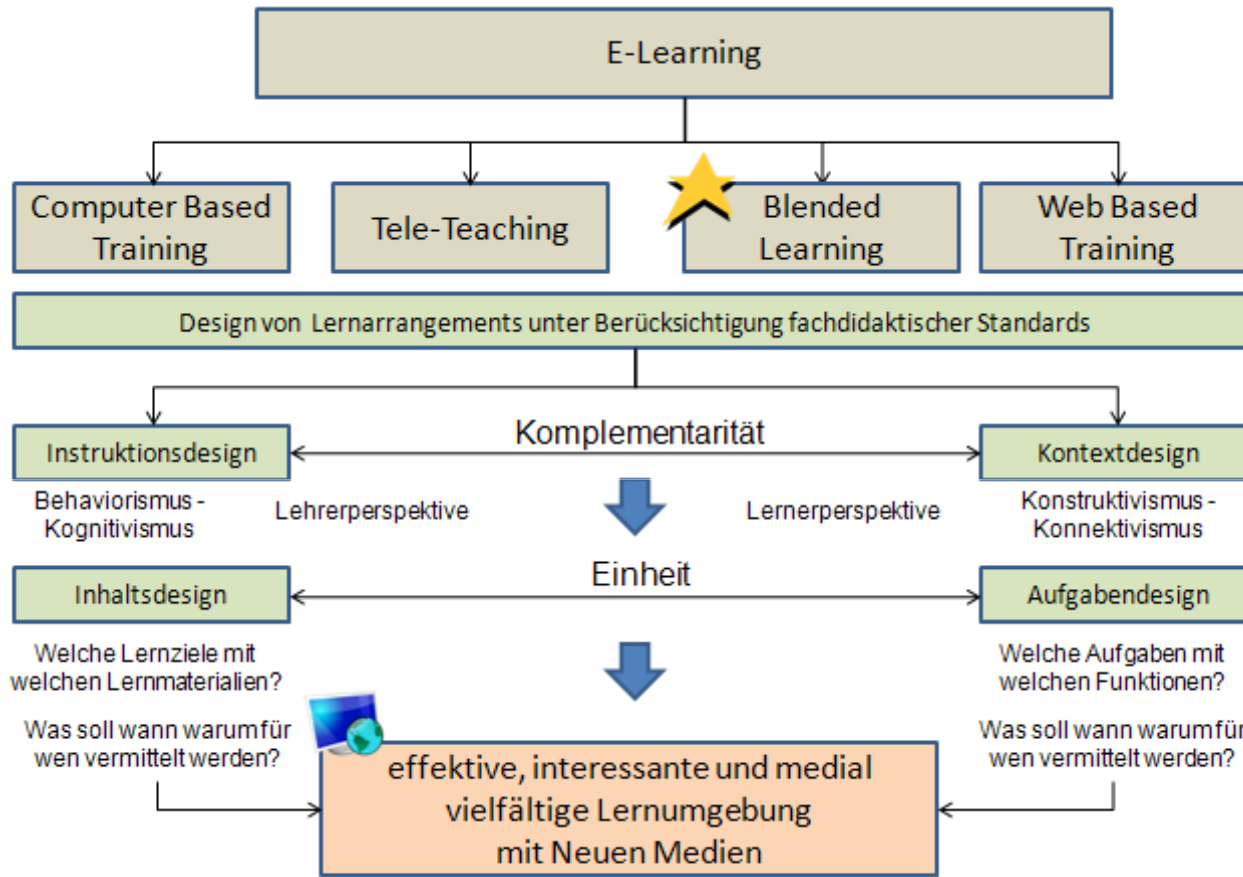 E-Learning
Computer Based
Training
Tele-Teaching
Blended
Learning
Web Based
Training
Design von Lernarrangements unter Berücksichtigung fachdidaktischer Standards
Komplementarität
Instruktionsdesign
Kontextdesign
Behaviorismus -
Kognitivismus
Lehrerperspektive
Lernerperspektive
Konstruktivismus -
Konnektivismus
Einheit
Inhaltsdesign
Aufgabendesign
Welche Lernziele mit
welchen Lernmaterialien?
Was soll wann warum für
wen vermittelt werden?
Welche Aufgaben mit
welchen Funktionen?
Was soll wann warum für
wen vermittelt werden?
effektive, interessante und medial
vielfältige Lernumgebung
mit Neuen Medien